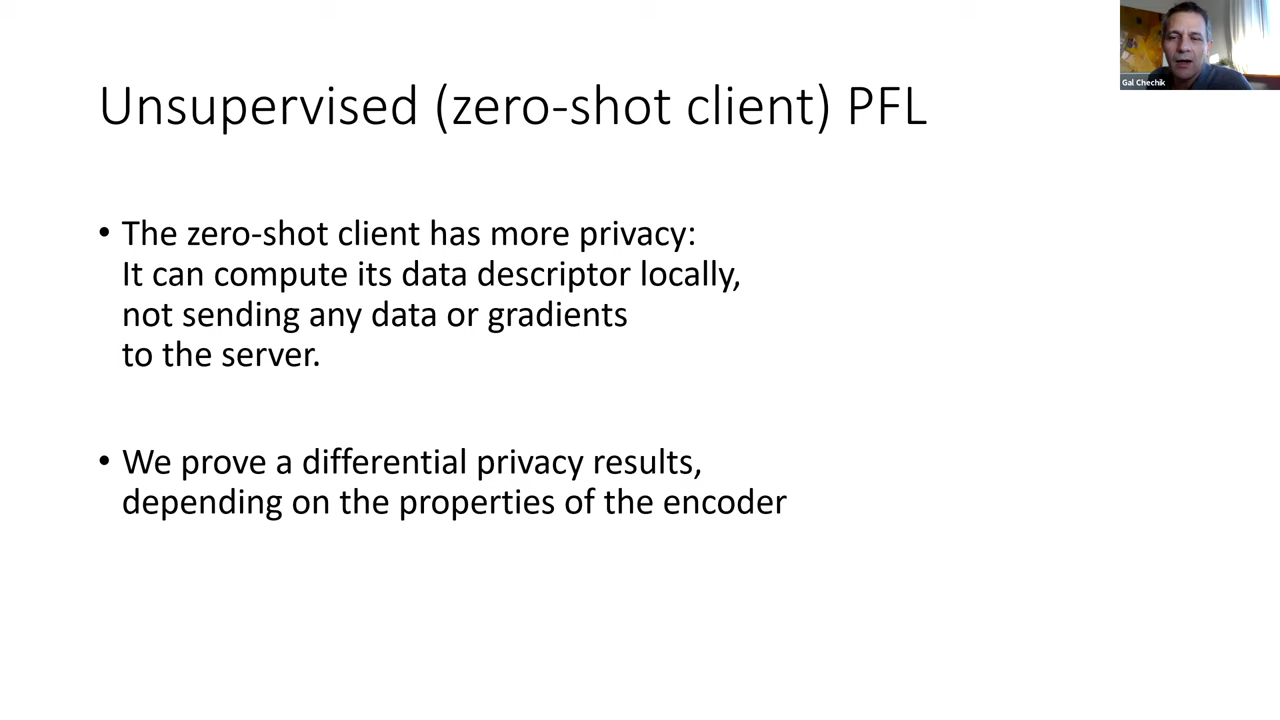 Gal Chechik
Unsupervised (zero-shot client) PFL
• The zero-shot client has more privacy:
It can compute its data descriptor locally,
not sending any data or gradients
to the server.
• We prove a differential privacy results,
depending on the properties of the encoder